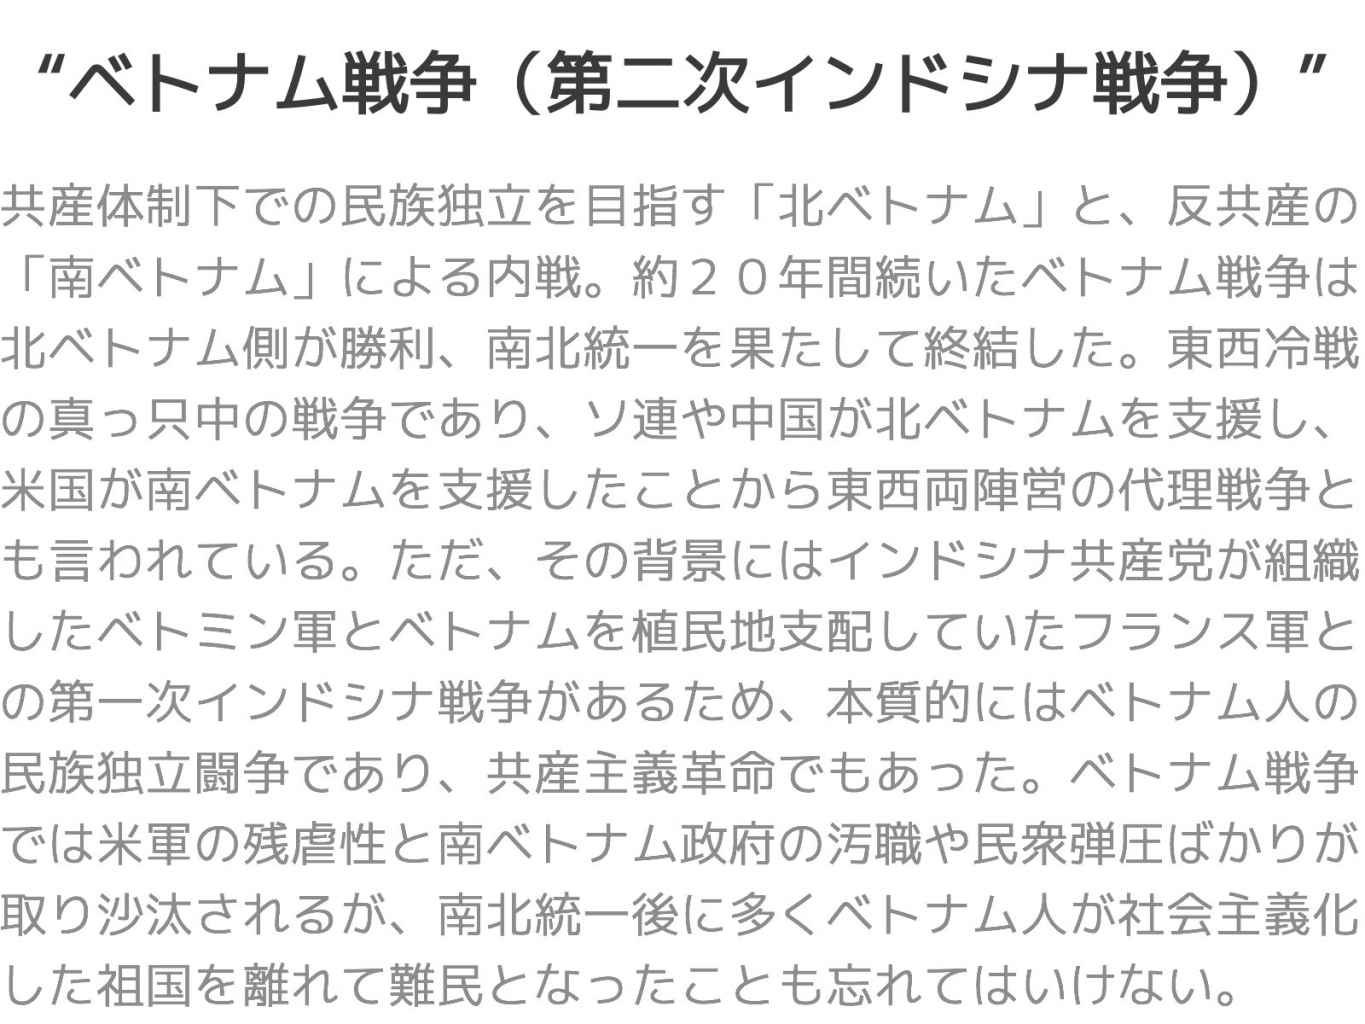 “ベトナム戦争（第二次インドシナ戦争）”
共産体制下での民族独立を目指す「北ベトナム」と、反共産の
「南ベトナム」による内戦。約２０年間続いたベトナム戦争は
北ベトナム側が勝利、南北統一を果たして終結した。東西冷戦
の真っ只中の戦争であり、ソ連や中国が北ベトナムを支援し、
米国が南ベトナムを支援したことから東西両陣営の代理戦争と
も言われている。ただ、その背景にはインドシナ共産党が組織
したベトミン軍とベトナムを植民地支配していたフランス軍と
の第一次インドシナ戦争があるため、本質的にはベトナム人の
民族独立闘争であり、共産主義革命でもあった。ベトナム戦争
では米軍の残虐性と南ベトナム政府の汚職や民衆弾圧ばかりが
取り沙汰されるが、南北統一後に多くベトナム人が社会主義化
した祖国を離れて難民となったことも忘れてはいけない。